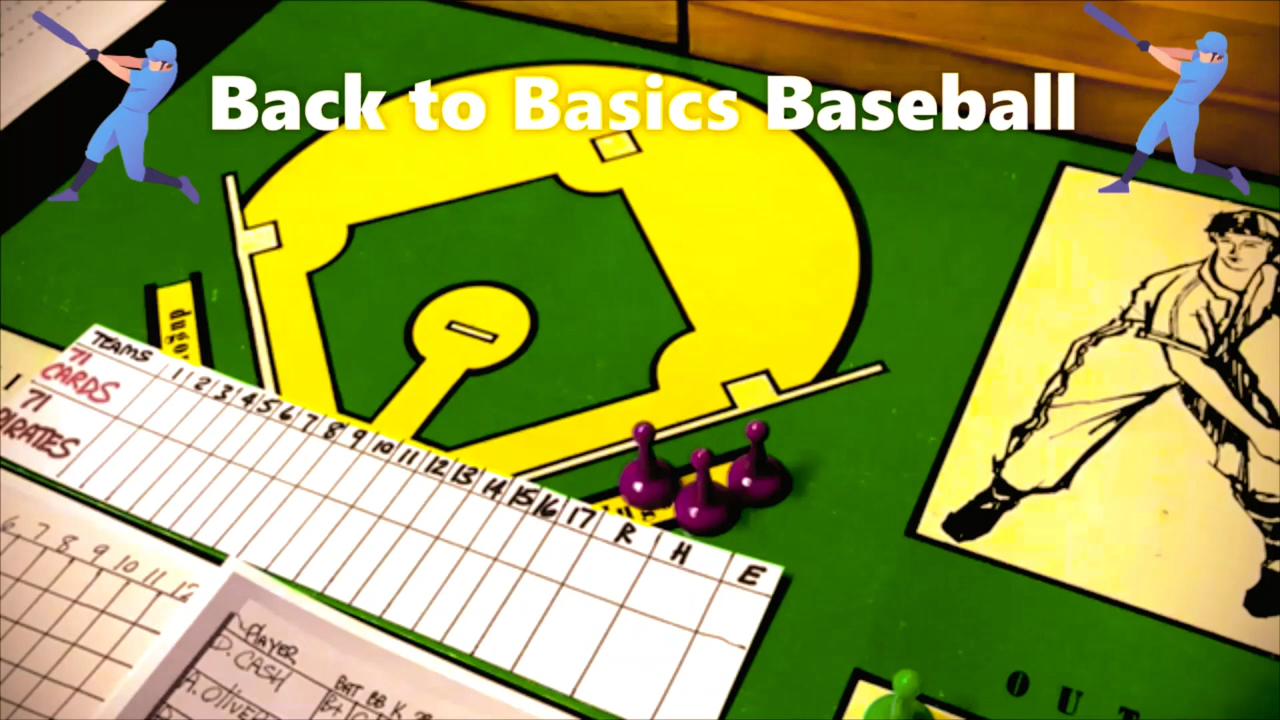 Back to Basics Baseball
TEAMS 1 2 3 4 5 6 7 8 9 10 11 12 13 14 15 16 17 R H E
71
CARDS
71
PIRATES
6 7 8 9 10 11 12
PLAYER BAT BB K
D. CASH B+
A. OLIVER
OUT